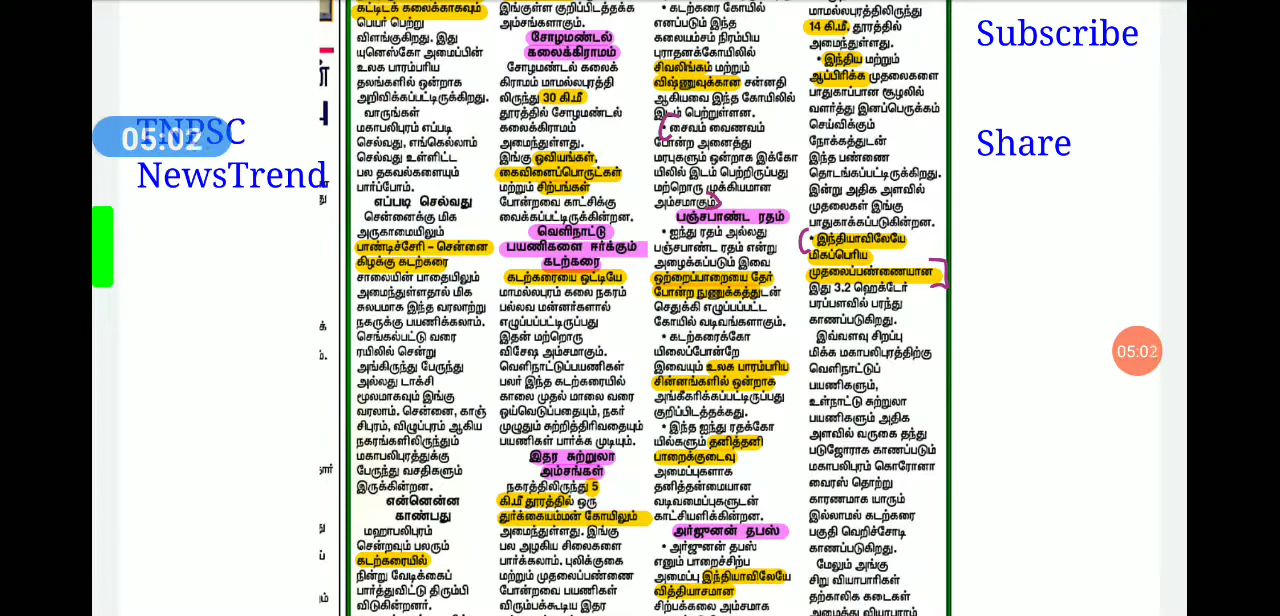 கட்டிடக் கலைக்காகவும்
பெயர் பெற்று
விளங்குகிறது. இது
யுனெஸ்கோ அமைப்பின்
உலக பாரம்பரிய
தலங்களில் ஒன்றாக
அறிவிக்கப்பட்டிருக்கிறது.
வாருங்கள்
மகாபலிபுரம் எப்படி
செல்வது, எங்கெல்லாம்
செல்வது உள்ளிட்ட
பல தகவல்களையும்
பார்ப்போம்.
எப்படி செல்வது
சென்னைக்கு மிக
அருகாமையிலும்
பாண்டிச்சேரி – சென்னை
கிழக்கு கடற்கரை
சாலையின் பாதையிலும்
அமைந்துள்ளதால் மிக
சுலபமாக இந்த வரலாற்று
நகருக்கு பயணிக்கலாம்.
செங்கல்பட்டு வரை
ரயிலில் சென்று
அங்கிருந்து பேருந்து
அல்லது டாக்சி
மூலமாகவும் இங்கு
வரலாம். சென்னை, காஞ்
சிபுரம், விழுப்புரம் ஆகிய
நகரங்களிலிருந்தும்
மகாபலிபுரத்துக்கு
பேருந்து வசதிகளும்
இருக்கின்றன.
என்னென்ன
காண்பது
மஹாபலிபுரம்
சென்றவும் பலரும்
கடற்கரையில்
நின்று வேடிக்கைப்
பார்த்துவிட்டு திரும்பி
விடுகின்றனர்.
இங்குள்ள குறிப்பிடத்தக்க
அம்சங்களாகும்.
சோழமண்டல்
கலைக்கிராமம்
சோழமண்டல் கலைக்
கிராமம் மாமல்லபுரத்தி
லிருந்து 30 கி.மீ
தூரத்தில் சோழமண்டல்
கலைக்கிராமம்
அமைந்துள்ளது.
இங்கு ஓவியங்கள்,
கைவினைப்பொருட்கள்
மற்றும் சிற்பங்கள்
போன்றவை காட்சிக்கு
வைக்கப்பட்டிருக்கின்றன.
வெளிநாட்டு
பயணிகளை ஈர்க்கும்
கடற்கரை
கடற்கரையை ஒட்டியே
மாமல்லபுரம் கலை நகரம்
பல்லவ மன்னர்களால்
எழுப்பப்பட்டிருப்பது
இதன் மற்றொரு
விசேஷ அம்சமாகும்.
வெளிநாட்டுப்பயணிகள்
பலர் இந்த கடற்கரையில்
காலை முதல் மாலை வரை
ஒய்வெடுப்பதையும், நகர்
முழுதும் சுற்றித்திரிவதையும்
பயணிகள் பார்க்க முடியும்.
இதர சுற்றுலா
அம்சங்கள்
நகரத்திலிருந்து 5
கி.மீ தூரத்தில் ஒரு
துர்க்கையம்மன் கோயிலும்
அமைந்துள்ளது. இங்கு
பல அழகிய சிலைகளை
பார்க்கலாம். புலிக்குகை
மற்றும் முதலைப்பண்ணை
போன்றவை பயணிகள்
விரும்பக்கூடிய இதர
• கடற்கரை கோயில்
எனப்படும் இந்த
கலையம்சம் நிரம்பிய
புராதனக்கோயிலில்
சிவலிங்கம் மற்றும்
விஷ்ணுவுக்கான சன்னதி
ஆகியவை இந்த கோயிலில்
இடம் பெற்றுள்ளன.
• சைவம் வைணவம்
போன்ற அனைத்து
மரபுகளும் ஒன்றாக இக்கோ
யிலில் இடம் பெற்றிருப்பது
மற்றொரு முக்கியமான
அம்சமாகும்.
பஞ்சபாண்ட ரதம்
• ஐந்து ரதம் அல்லது
பஞ்சபாண்ட ரதம் என்று
அழைக்கப்படும் இவை
ஒற்றைப்பாறையை தேர்
போன்ற நுணுக்கத்துடன்
செதுக்கி எழுப்பப்பட்ட
கோயில் வடிவங்களாகும்.
• கடற்கரைக்கோ
யிலைப்போன்றே
இவையும் உலக பாரம்பரிய
சின்னங்களில் ஒன்றாக
அங்கீகரிக்கப்பட்டிருப்பது
குறிப்பிடத்தக்கது.
• இந்த ஐந்து ரதக்கோ
யில்களும் தனித்தனி
பாறைக்குடைவு
அமைப்புகளாக
தனித்தன்மையான
வடிவமைப்புகளுடன்
காட்சியளிக்கின்றன.
அர்ஜுனன் தபஸ்
• அர்ஜுனன் தபஸ்
எனும் பாறைச்சிற்ப
அமைப்பு இந்தியாவிலேயே
வித்தியாசமான
சிற்பக்கலை அம்சமாக
மாமல்லபுரத்திலிருந்து
14 கி.மீ. தூரத்தில்
அமைந்துள்ளது.
• இந்திய மற்றும்
ஆப்பிரிக்க முதலைகளை
பாதுகாப்பான சூழலில்
வளர்த்து இனப்பெருக்கம்
செய்விக்கும்
நோக்கத்துடன்
இந்த பண்ணை
தொடங்கப்பட்டிருக்கிறது.
இன்று அதிக அளவில்
முதலைகள் இங்கு
பாதுகாக்கப்படுகின்றன.
• இந்தியாவிலேயே
மிகப்பெரிய
முதலைப்பண்ணையான
இது 3.2 ஹெக்டேர்
பரப்பளவில் பரந்து
காணப்படுகிறது.
இவ்வளவு சிறப்பு
மிக்க மகாபலிபுரத்திற்கு
வெளிநாட்டுப்
பயணிகளும்,
உள்நாட்டு சுற்றுலா
பயணிகளும் அதிக
அளவில் வருகை தந்து
படுஜோராக காணப்படும்
மகாபலிபுரம் கொரோனா
வைரஸ் தொற்று
காரணமாக யாரும்
இல்லாமல் கடற்கரை
பகுதி வெறிச்சோடி
காணப்படுகிறது.
மேலும் அங்கு
சிறு வியாபாரிகள்
தற்காலிக கடைகள்
அமைத்து வியாபாரம்
TNPSC
05:02
NewsTrend
Subscribe
Share
05:02